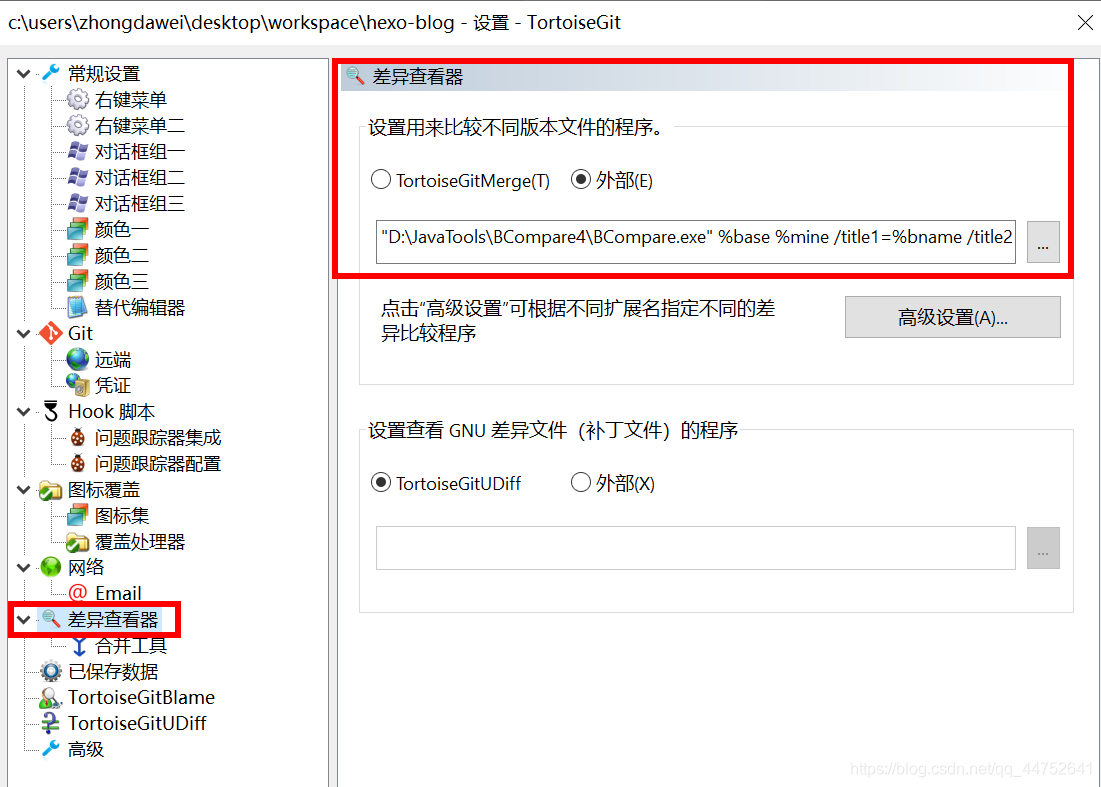 c:\users\zhongdawei\desktop\workspace\hexo-blog - 设置 - TortoiseGit
常规设置
右键菜单
右键菜单二
对话框组一
对话框组二
对话框组三
颜色一
颜色二
颜色三
替代编辑器
Git
远端
凭证
Hook 脚本
问题跟踪器集成
问题跟踪器配置
图标覆盖
图标集
覆盖处理器
网络
Email
差异查看器
合并工具
已保存数据
TortoiseGitBlame
TortoiseGitUDiff
高级
差异查看器
设置用来比较不同版本文件的程序。
TortoiseGitMerge(T) 外部(E)
"D:\JavaTools\BCompare4\BCompare.exe" %base %mine /title1=%bname /title2 ...
点击“高级设置”可根据不同扩展名指定不同的差
异比较程序
高级设置(A)...
设置查看 GNU 差异文件（补丁文件）的程序
TortoiseGitUDiff 外部(X)
...
https://blog.csdn.net/qq_44752641